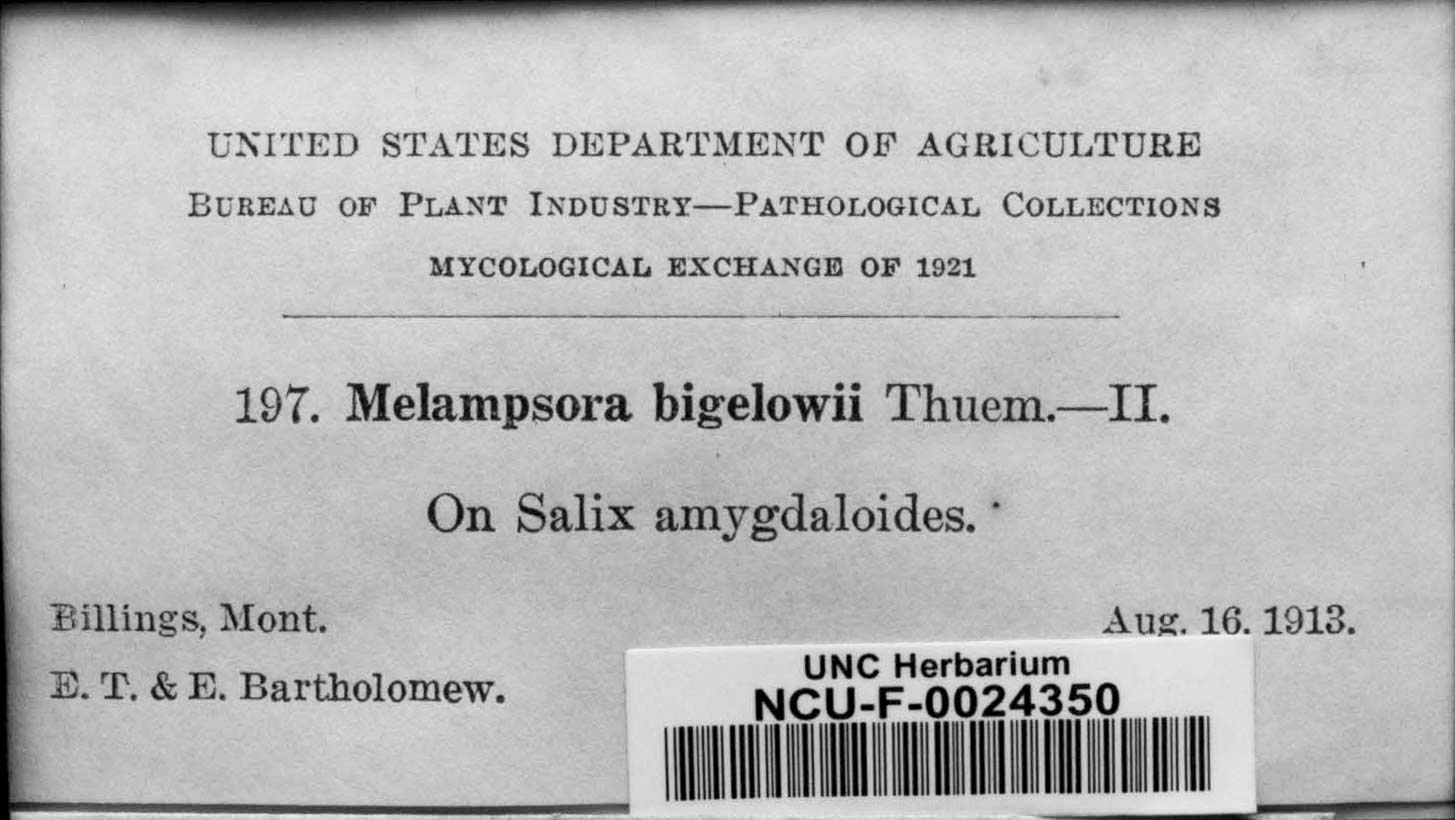 UNITED STATES DEPARTMENT OF AGRICULTURE
BUREAU OF PLANT INDUSTRY—PATHOLOGICAL COLLECTIONS
MYCOLOGICAL EXCHANGE OF 1921
197. Melampsora bigelowii Thuem.—II.
On Salix amygdaloides.
Billings, Mont. Aug. 16. 1913.
E. T. & E. Bartholomew.
UNC Herbarium
NCU-F-0024350